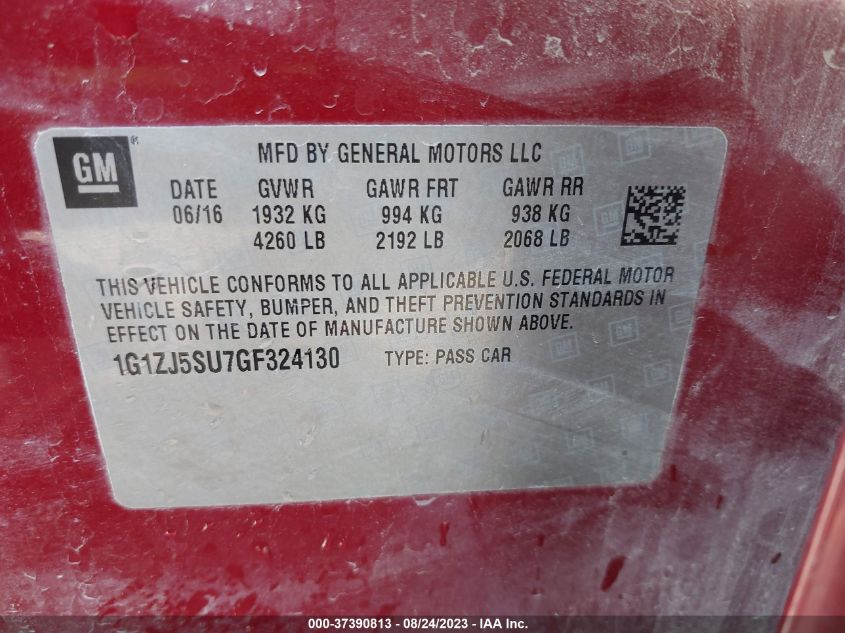 GM®
MFD BY GENERAL MOTORS LLC
DATE GVWR GAWR FRT GAWR RR
06/16 1932 KG 994 KG 938 KG
4260 LB 2192 LB 2068 LB
THIS VEHICLE CONFORMS TO ALL APPLICABLE U.S. FEDERAL MOTOR
VEHICLE SAFETY, BUMPER, AND THEFT PREVENTION STANDARDS IN
EFFECT ON THE DATE OF MANUFACTURE SHOWN ABOVE.
1G1ZJ5SU7GF324130 TYPE: PASS CAR
000-37390813 - 08/24/2023 - IAA Inc.